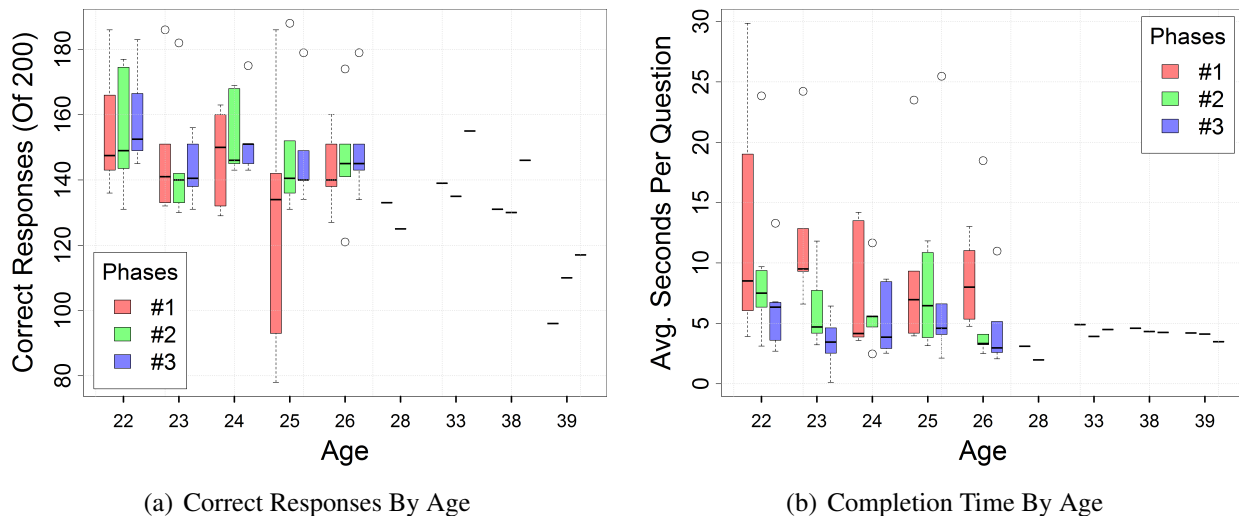 Correct Responses (Of 200)
180
160
140
120
100
80
Phases
#1
#2
#3
22 23 24 25 26 28 33 38 39
Age
(a) Correct Responses By Age
Avg. Seconds Per Question
30
25
20
15
10
5
0
Phases
#1
#2
#3
22 23 24 25 26 28 33 38 39
Age
(b) Completion Time By Age